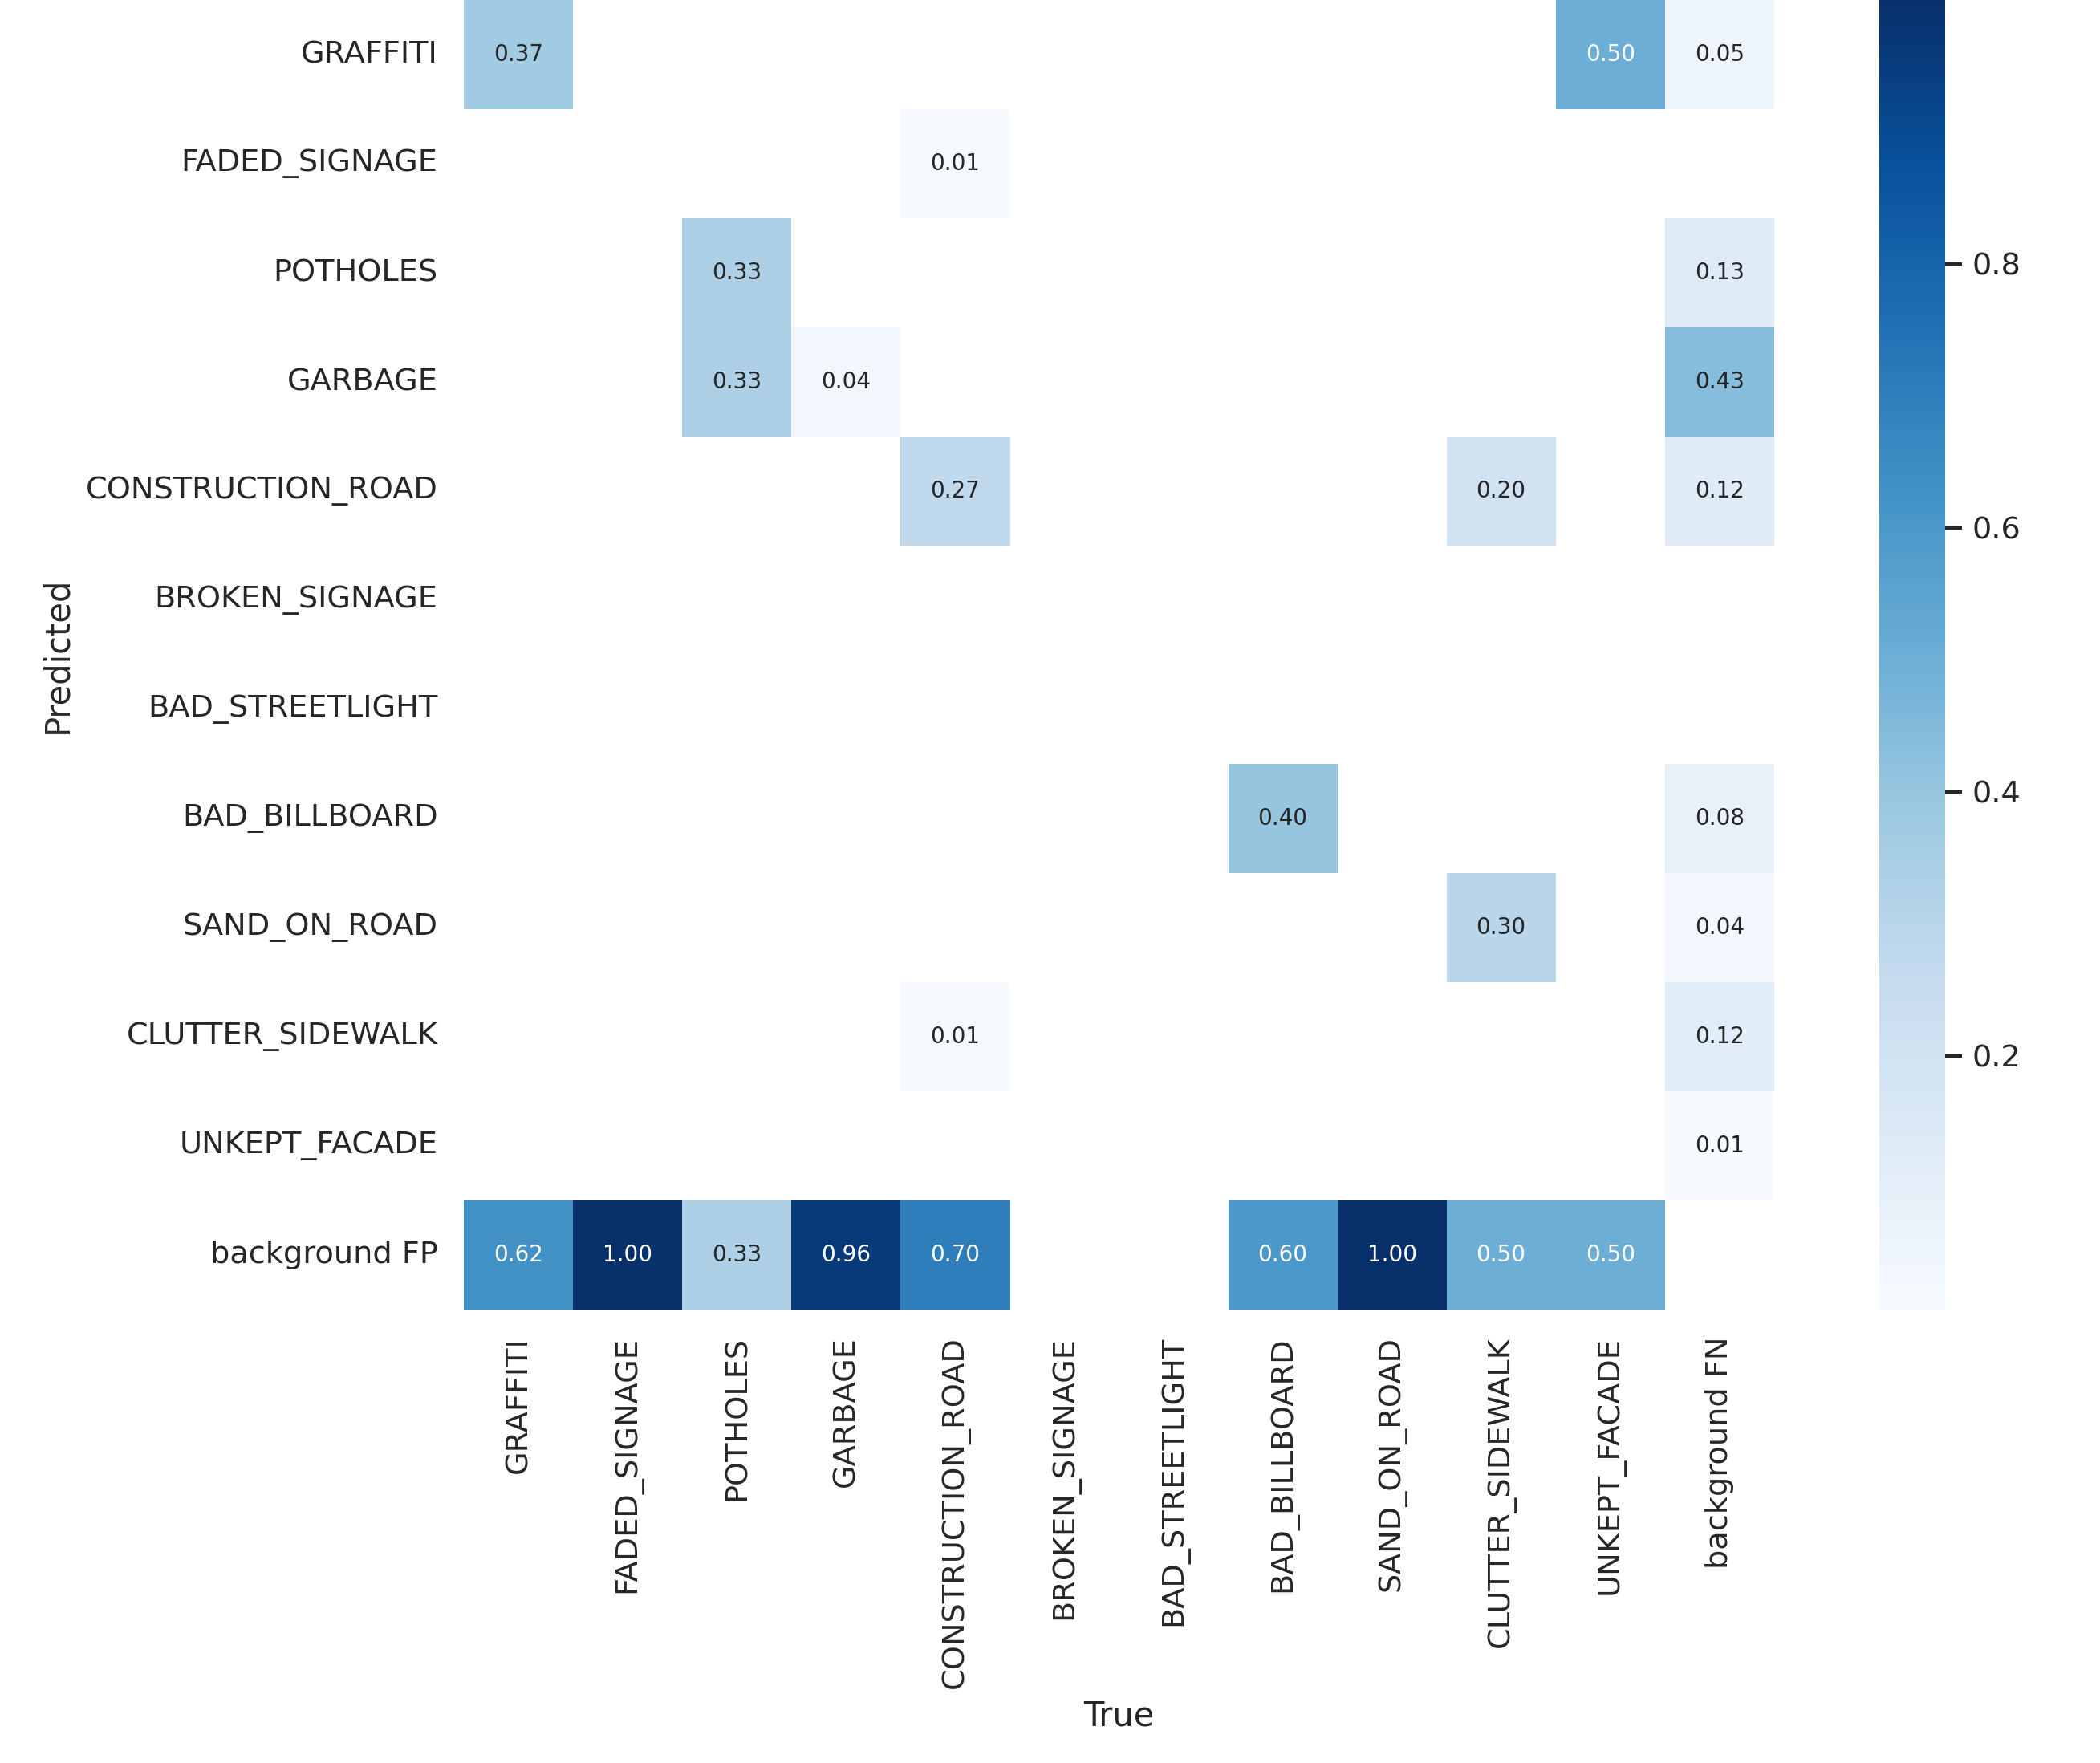 GRAFFITI 0.37 0.50 0.05
FADED_SIGNAGE 0.01
POTHOLES 0.33 0.13
GARBAGE 0.33 0.04 0.43
CONSTRUCTION_ROAD 0.27 0.20 0.12
BROKEN_SIGNAGE
BAD_STREETLIGHT
BAD_BILLBOARD 0.40 0.08
SAND_ON_ROAD 0.30 0.04
CLUTTER_SIDEWALK 0.01 0.12
UNKEPT_FACADE 0.01
background FP 0.62 1.00 0.33 0.96 0.70 0.60 1.00 0.50 0.50
Predicted
GRAFFITI
FADED_SIGNAGE
POTHOLES
GARBAGE
CONSTRUCTION_ROAD
BROKEN_SIGNAGE
BAD_STREETLIGHT
BAD_BILLBOARD
SAND_ON_ROAD
CLUTTER_SIDEWALK
UNKEPT_FACADE
background FN
True
0.8
0.6
0.4
0.2